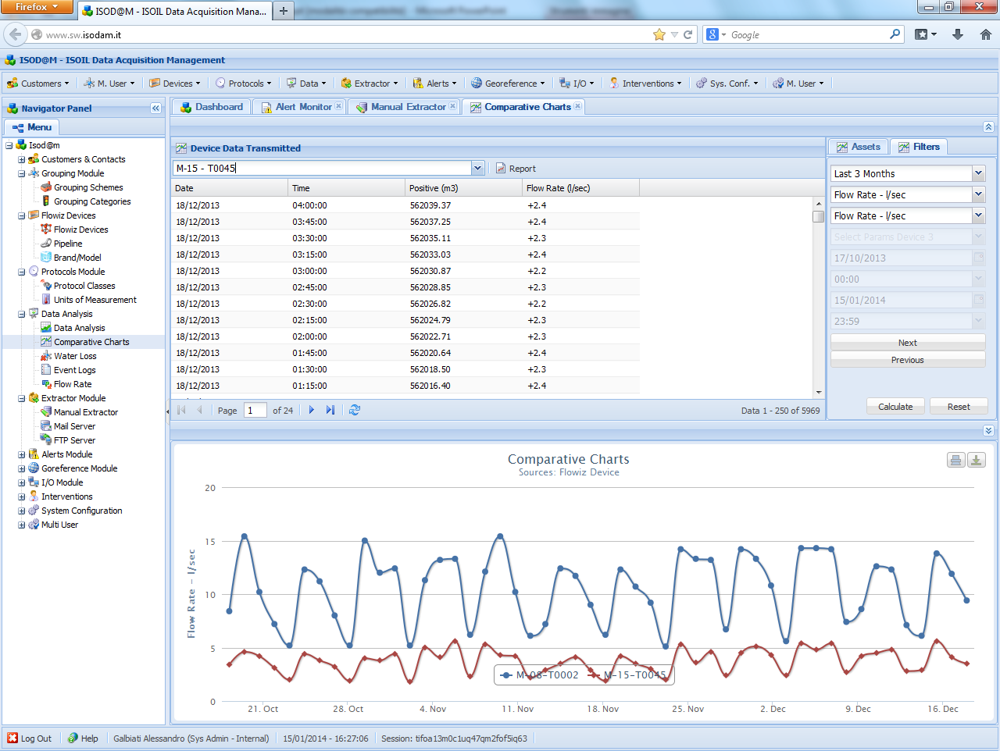 Firefox
ISOD@M - ISOIL Data Acquisition Mana...
www.sw.isodam.it
Google
ISOD@M - ISOIL Data Acquisition Management
Customers
M. User
Devices
Protocols
Data
Extractor
Alerts
Georeference
I/O
Interventions
Sys. Conf.
M. User
Navigator Panel
Menu
Isod@m
Customers & Contacts
Grouping Module
Grouping Schemes
Grouping Categories
Flowiz Devices
Flowiz Devices
Pipeline
Brand/Model
Protocols Module
Protocol Classes
Units of Measurement
Data Analysis
Data Analysis
Comparative Charts
Water Loss
Event Logs
Flow Rate
Extractor Module
Manual Extractor
Mail Server
FTP Server
Alerts Module
Goreference Module
I/O Module
Interventions
System Configuration
Multi User
Dashboard
Alert Monitor
Manual Extractor
Comparative Charts
Device Data Transmitted
M-15 - T0045
Report
Date Time Positive (m3) Flow Rate (l/sec)
18/12/2013 04:00:00 562039.37 +2.4
18/12/2013 03:45:00 562037.25 +2.4
18/12/2013 03:30:00 562035.11 +2.3
18/12/2013 03:15:00 562033.03 +2.4
18/12/2013 03:00:00 562030.87 +2.2
18/12/2013 02:45:00 562028.85 +2.3
18/12/2013 02:30:00 562026.82 +2.2
18/12/2013 02:15:00 562024.79 +2.3
18/12/2013 02:00:00 562022.71 +2.3
18/12/2013 01:45:00 562020.64 +2.4
18/12/2013 01:30:00 562018.50 +2.3
18/12/2013 01:15:00 562016.40 +2.4
Page 1 of 24
Data 1 - 250 of 5969
Assets
Filters
Last 3 Months
Flow Rate - l/sec
Flow Rate - l/sec
Select Params Device 3
17/10/2013
00:00
15/01/2014
23:59
Next
Previous
Calculate
Reset
Comparative Charts
Sources: Flowiz Device
Flow Rate - l/sec
20
15
10
5
0
M-08-T0002
M-15-T0045
21. Oct
28. Oct
4. Nov
11. Nov
18. Nov
25. Nov
2. Dec
9. Dec
16. Dec
Log Out
Help
Galbiati Alessandro (Sys Admin - Internal)
15/01/2014 - 16:27:06
Session: tifoa13m0c1uq47qm2fof5iq63